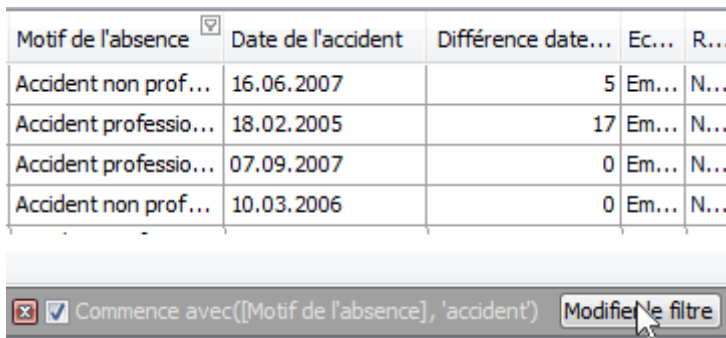 Motif de l'absence Date de l'accident Différence date... Ec... R...
Accident non prof... 16.06.2007 5 Em... N...
Accident professio... 18.02.2005 17 Em... N...
Accident professio... 07.09.2007 0 Em... N...
Accident non prof... 10.03.2006 0 Em... N...
Commence avec([Motif de l'absence], 'accident') Modifier le filtre